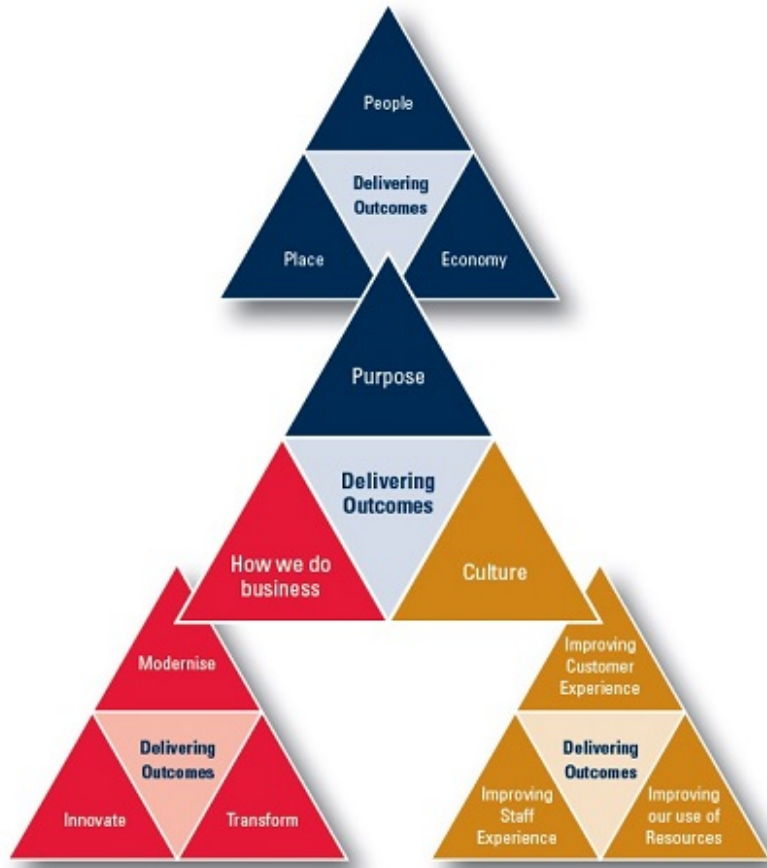 People
Delivering
Outcomes
Place
Economy
Purpose
Delivering
Outcomes
How we do
business
Culture
Modernise
Delivering
Outcomes
Innovate
Transform
Improving
Customer
Experience
Delivering
Outcomes
Improving
Staff
Experience
Improving
our use of
Resources